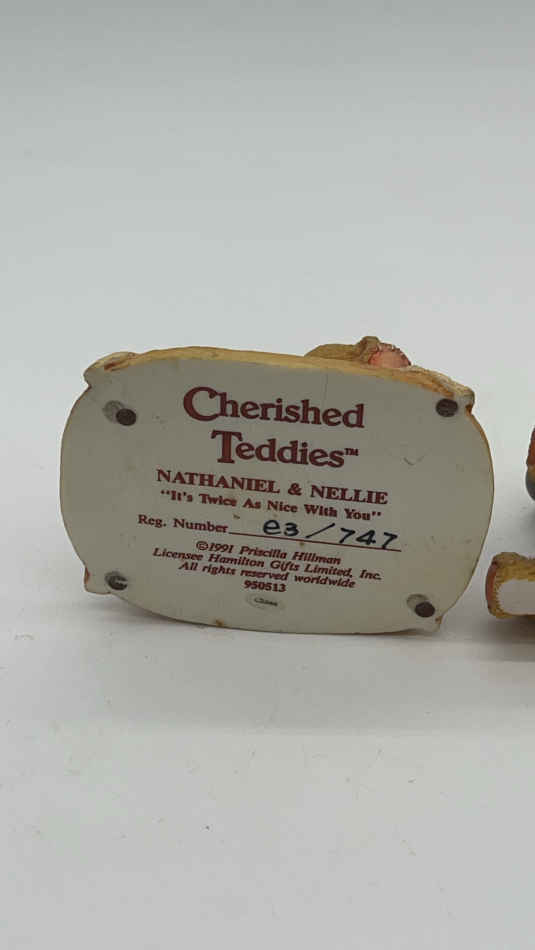 Cherished
Teddies™
NATHANIEL & NELLIE
"It's Twice As Nice With You"
Reg. Number e3/747
©1991 Priscilla Hillman
Licensee Hamilton Gifts Limited, Inc.
All rights reserved worldwide
950513